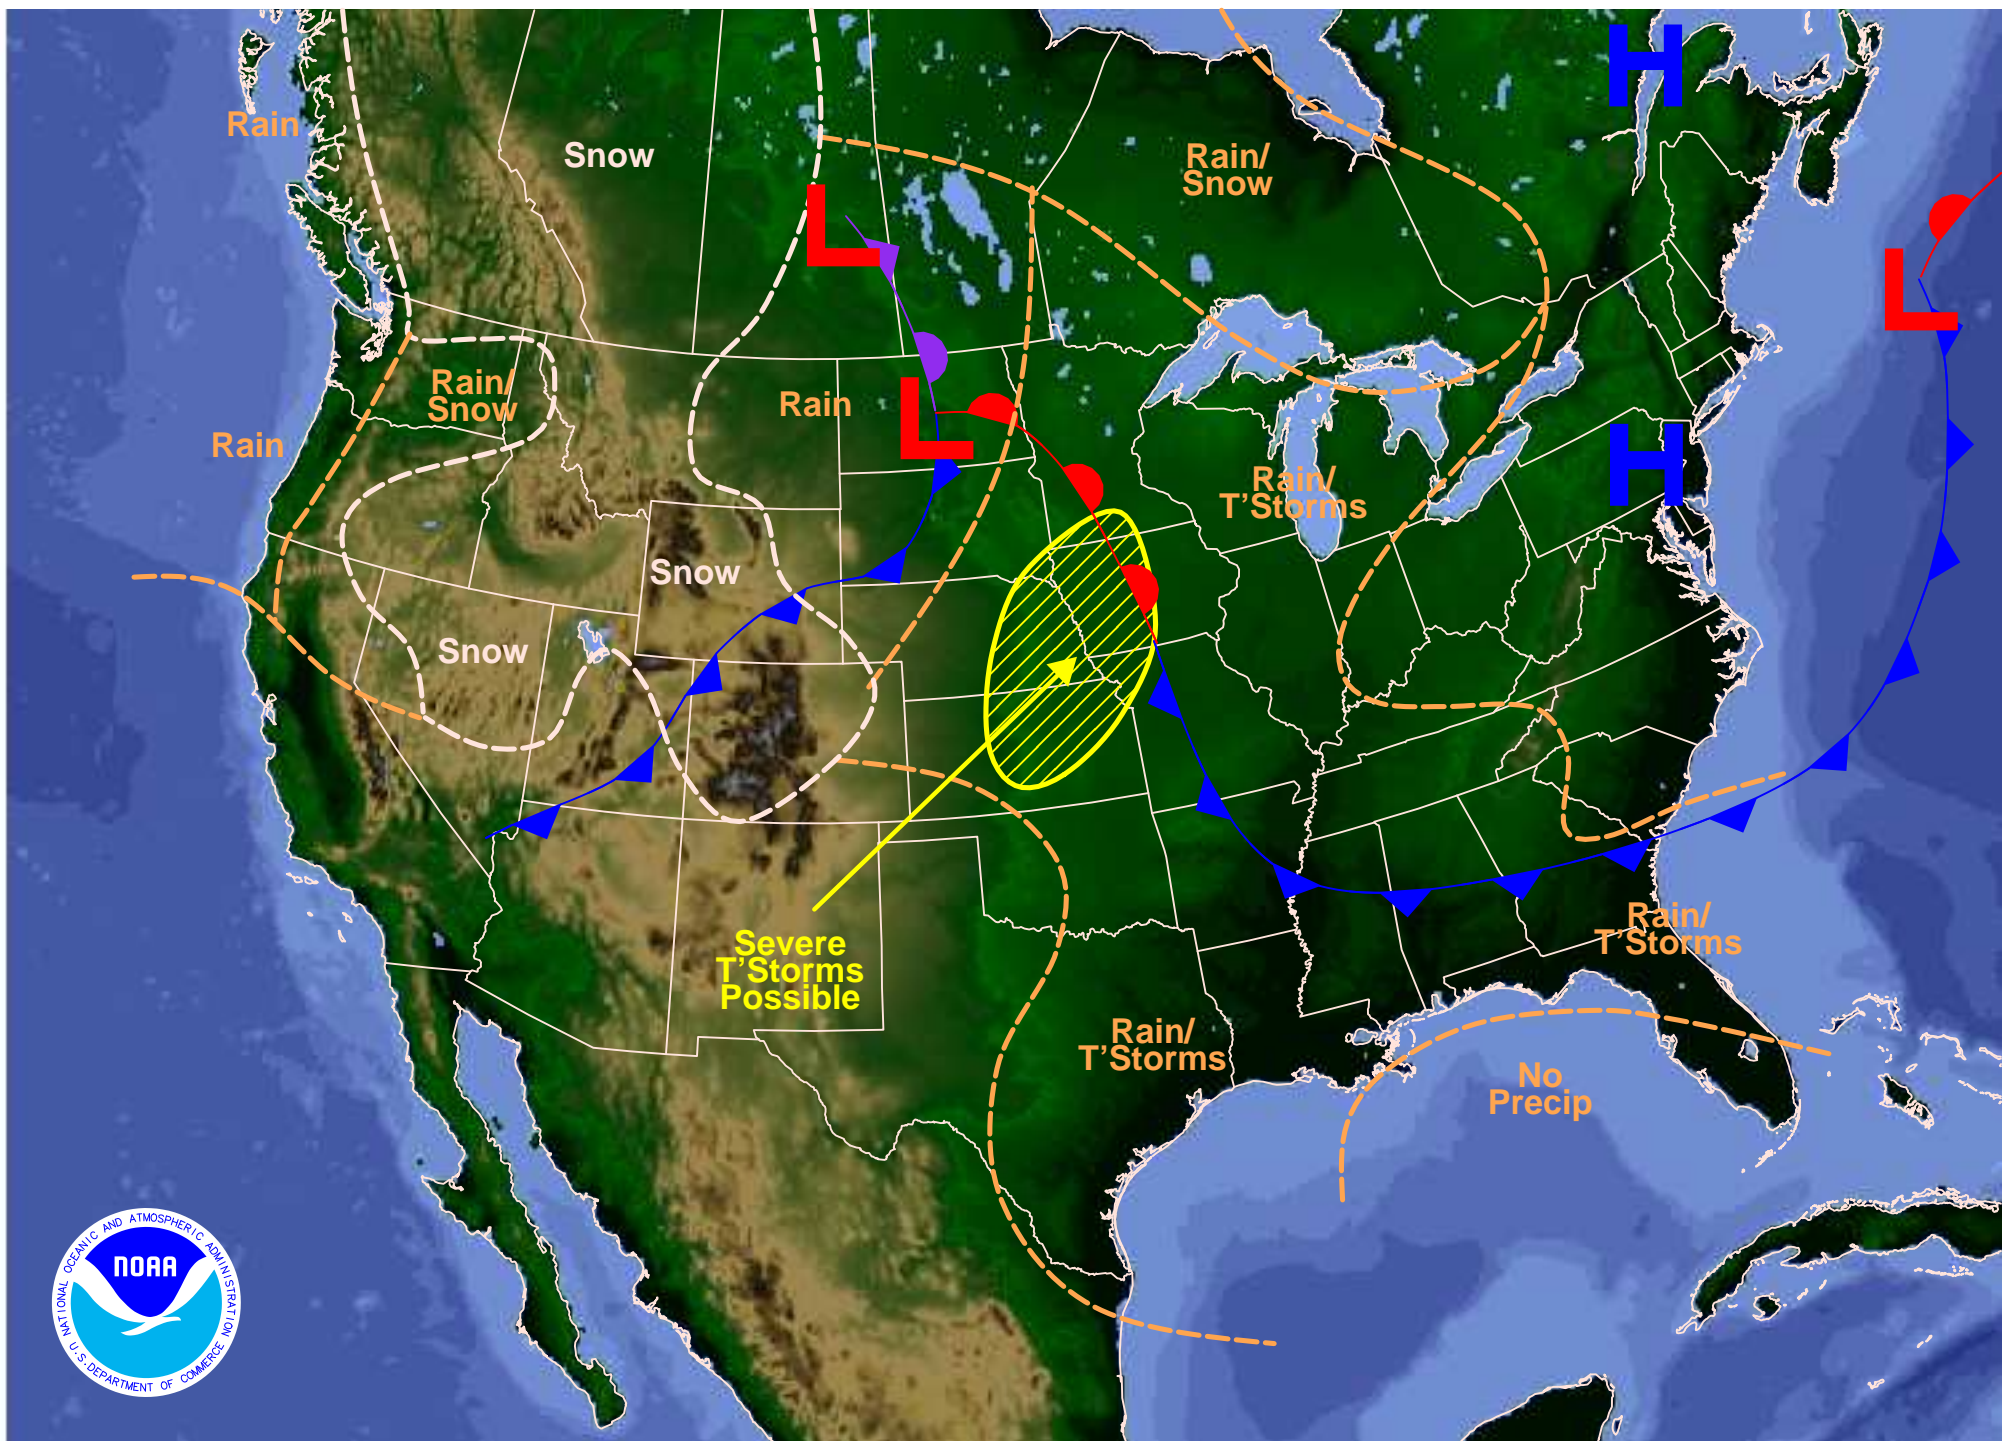 H
Rain
Snow
Rain/
Snow
L
L
Rain/
Snow
Rain
L
Rain
H
Rain/
T'Storms
Snow
Snow
Severe
T'Storms
Possible
Rain/
T'Storms
Rain/
T'Storms
No
Precip
NATIONAL OCEANIC AND ATMOSPHERIC ADMINISTRATION
NOAA
U.S. DEPARTMENT OF COMMERCE